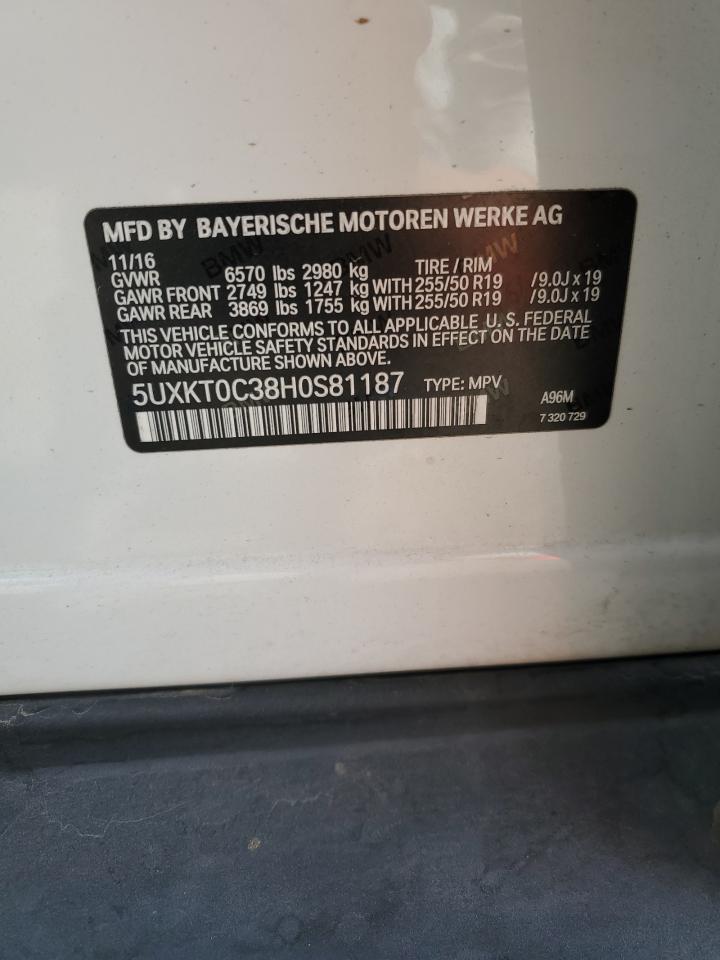 MFD BY BAYERISCHE MOTOREN WERKE AG
11/16
GVWR 6570 lbs 2980 kg TIRE / RIM
GAWR FRONT 2749 lbs 1247 kg WITH 255/50 R19 /9.0J x 19
GAWR REAR 3869 lbs 1755 kg WITH 255/50 R19 /9.0J x 19
THIS VEHICLE CONFORMS TO ALL APPLICABLE U. S. FEDERAL
MOTOR VEHICLE SAFETY STANDARDS IN EFFECT ON THE DATE
OF MANUFACTURE SHOWN ABOVE.
5UXKT0C38H0S81187 TYPE: MPV A96M
7 320 729